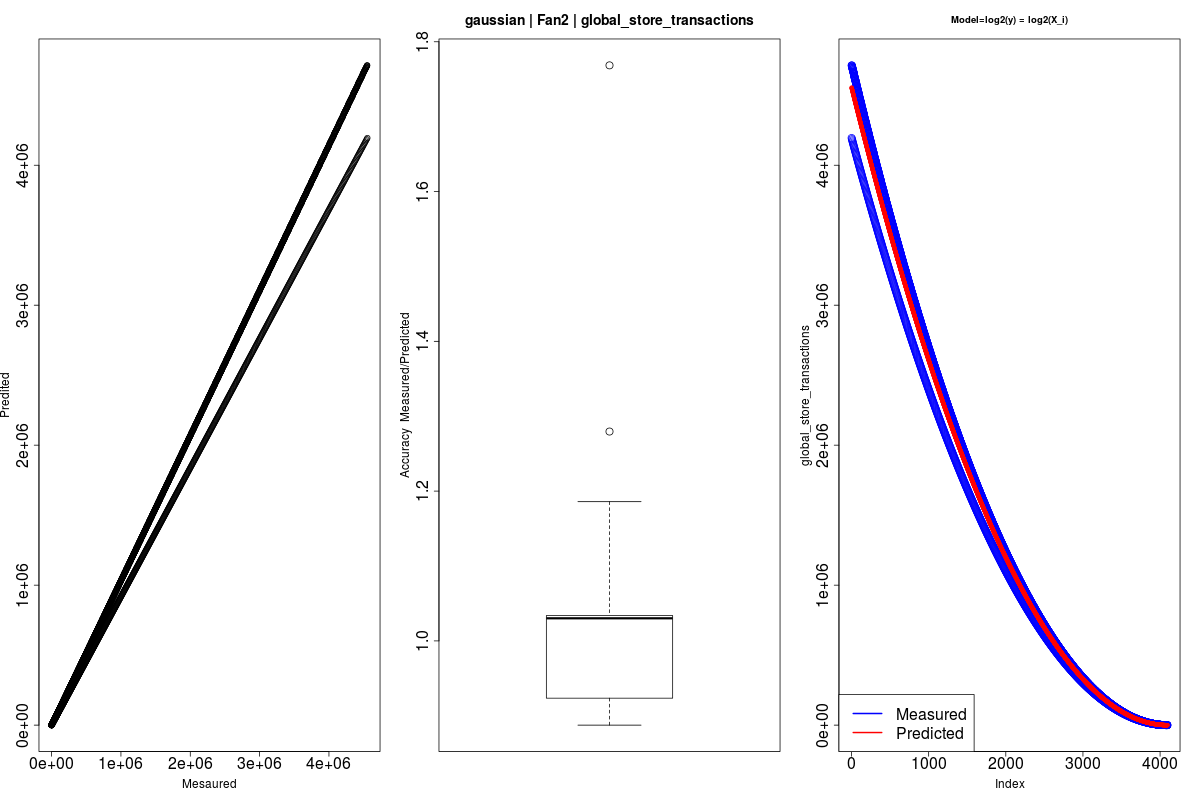 gaussian | Fan2 | global_store_transactions
Model=log2(y) = log2(X_i)
Predited
0e+00
1e+06
2e+06
3e+06
4e+06
0e+00 1e+06 2e+06 3e+06 4e+06
Mesaured
Accuracy Measured/Predicted
1.0
1.2
1.4
1.6
1.8
global_store_transactions
0e+00
1e+06
2e+06
3e+06
4e+06
Measured
Predicted
0 1000 2000 3000 4000
Index